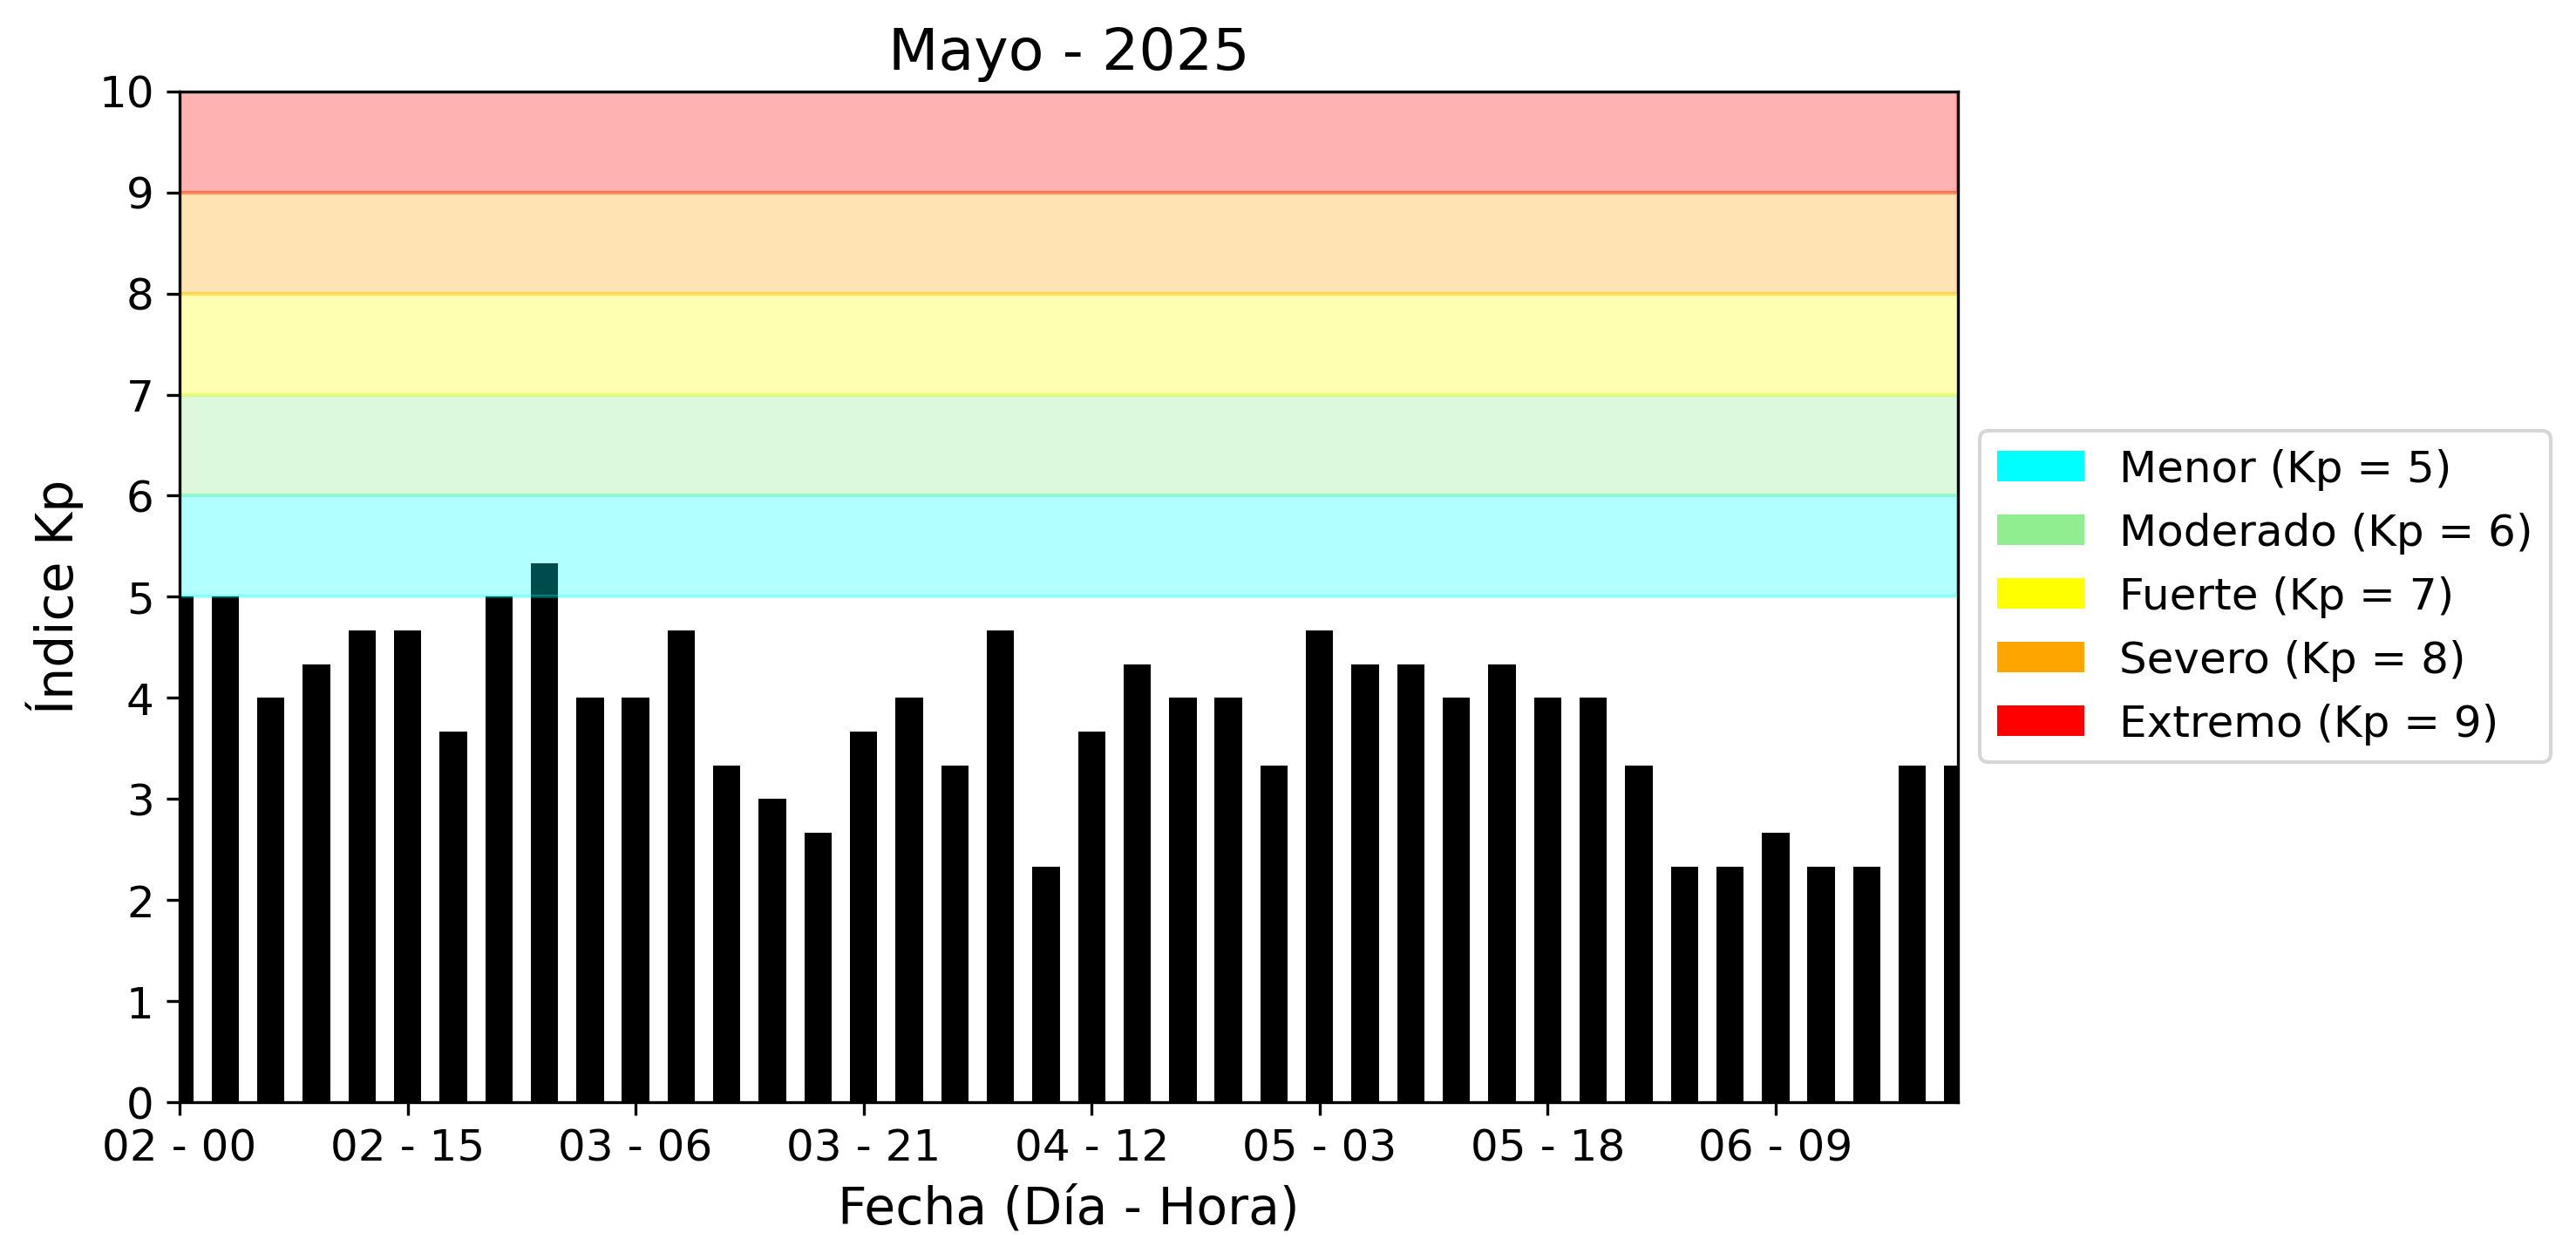 Mayo - 2025
10
9
8
7
6
5
4
3
2
1
0
Índice Kp
02 - 00 02 - 15 03 - 06 03 - 21 04 - 12 05 - 03 05 - 18 06 - 09
Fecha (Día - Hora)
Menor (Kp = 5)
Moderado (Kp = 6)
Fuerte (Kp = 7)
Severo (Kp = 8)
Extremo (Kp = 9)